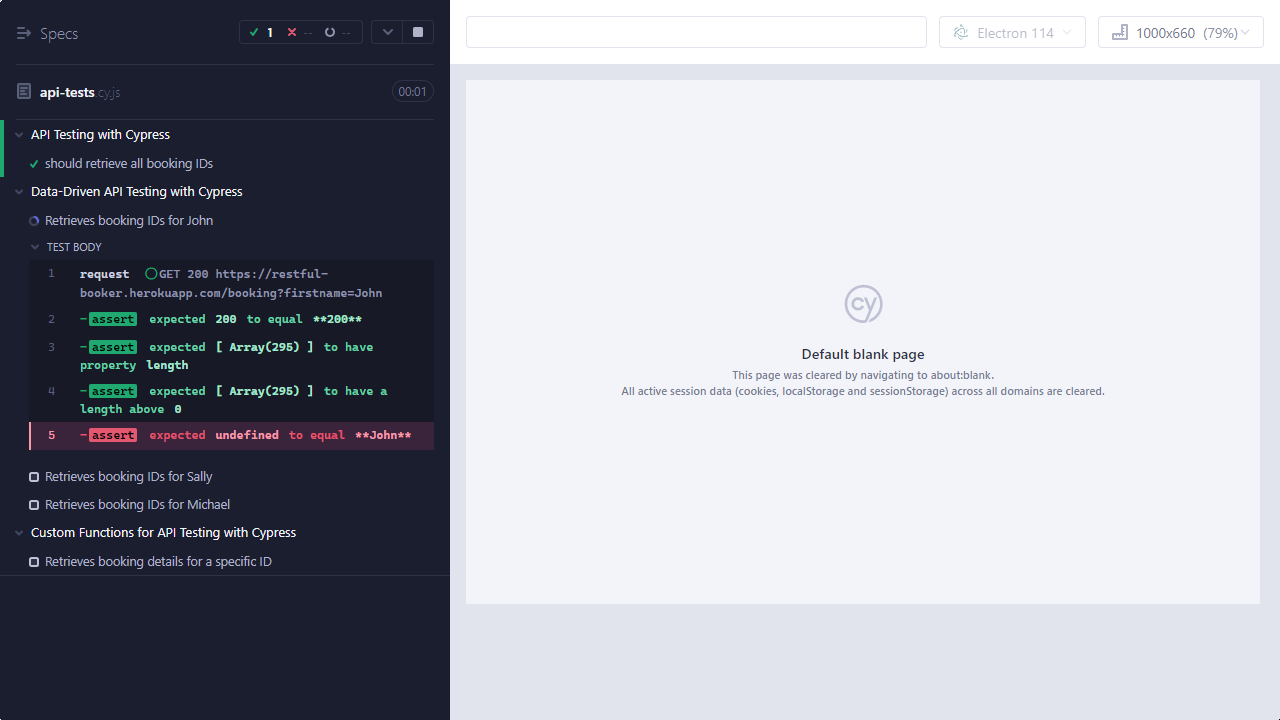 Specs
1 -- --
api-tests cy.js
00:01
API Testing with Cypress
should retrieve all booking IDs
Data-Driven API Testing with Cypress
Retrieves booking IDs for John
TEST BODY
1 request GET 200 https://restful-
booker.herokuapp.com/booking?firstname=John
2 -assert expected 200 to equal **200**
3 -assert expected [ Array(295) ] to have
property length
4 -assert expected [ Array(295) ] to have a
length above 0
5 -assert expected undefined to equal **John**
Retrieves booking IDs for Sally
Retrieves booking IDs for Michael
Custom Functions for API Testing with Cypress
Retrieves booking details for a specific ID
Electron 114
1000x660 (79%)
cy
Default blank page
This page was cleared by navigating to about:blank.
All active session data (cookies, localStorage and sessionStorage) across all domains are cleared.